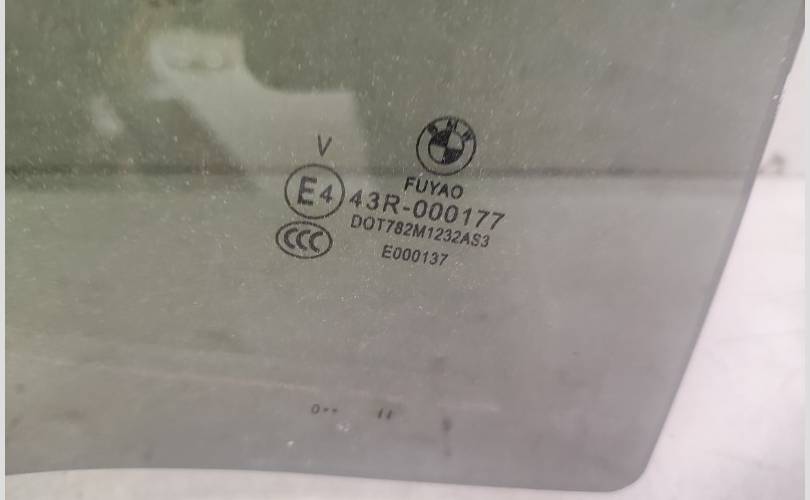 BMW
V
FUYAO
E4 43R-000177
DOT782M1232AS3
CCC
E000137